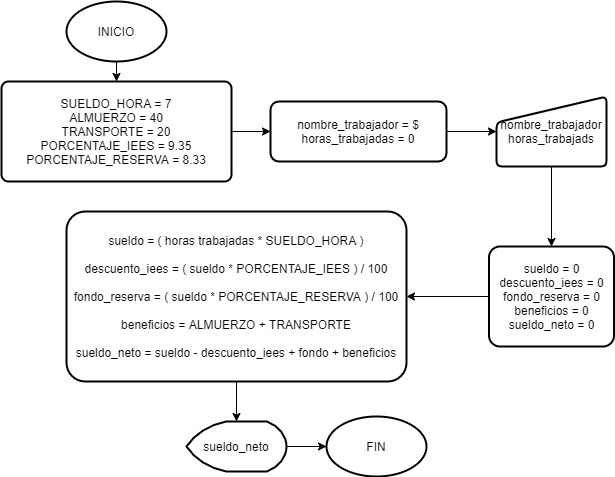 INICIO
SUELDO_HORA = 7
ALMUERZO = 40
TRANSPORTE = 20
PORCENTAJE_IEES = 9.35
PORCENTAJE_RESERVA = 8.33
nombre_trabajador = $
horas_trabajadas = 0
nombre_trabajador
horas_trabajads
sueldo = 0
descuento_iees = 0
fondo_reserva = 0
beneficios = 0
sueldo_neto = 0
sueldo = ( horas trabajadas * SUELDO_HORA )
descuento_iees = ( sueldo * PORCENTAJE_IEES ) / 100
fondo_reserva = ( sueldo * PORCENTAJE_RESERVA ) / 100
beneficios = ALMUERZO + TRANSPORTE
sueldo_neto = sueldo - descuento_iees + fondo + beneficios
sueldo_neto
FIN